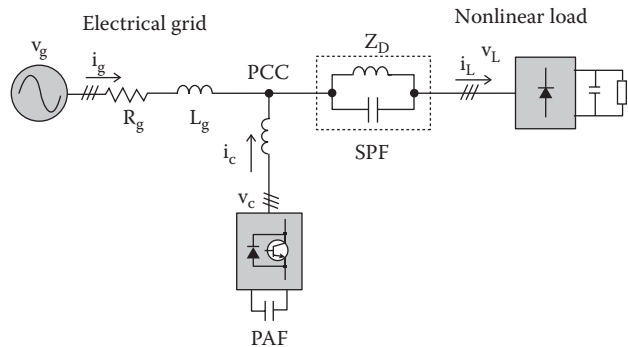 Electrical grid
Nonlinear load
v_g
i_g
R_g
L_g
PCC
Z_D
SPF
i_L
v_L
i_c
v_c
PAF